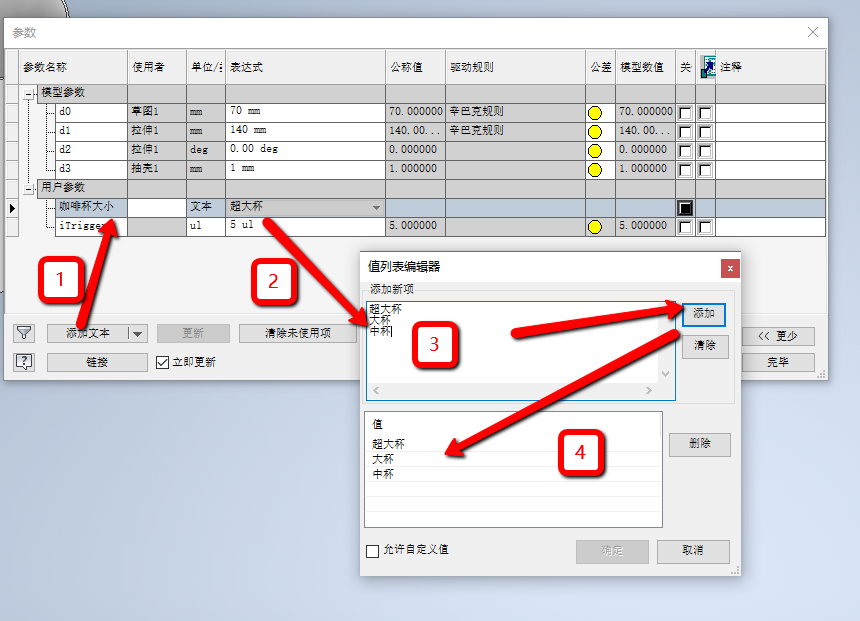 参数
参数名称 使用者 单位/类 表达式 公称值 驱动规则 公差 模型数值 关 注释
模型参数
d0 草图1 mm 70 mm 70.000000 辛巴克规则 70.000000
d1 拉伸1 mm 140 mm 140.00... 辛巴克规则 140.00...
d2 拉伸1 deg 0.00 deg 0.000000 0.000000
d3 抽壳1 mm 1 mm 1.000000 1.000000
用户参数
咖啡杯大小 文本 超大杯
iTrigger ul 5 ul 5.000000 5.000000
1
2
值列表编辑器 x
添加新项
超大杯
大杯
中杯
3
添加
清除
添加文本 更新 清除未使用项
<< 更少
? 链接 立即更新
完毕
值
超大杯
大杯
中杯
4
删除
允许自定义值
确定 取消